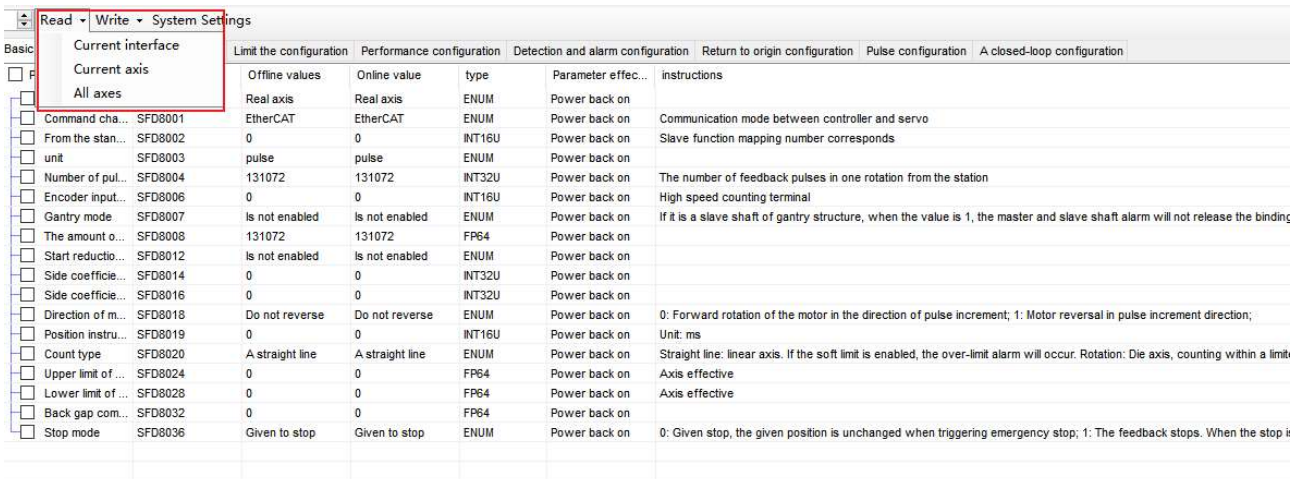 Read Write System Settings
Current interface
Current axis
All axes
Basic Limit the configuration Performance configuration Detection and alarm configuration Return to origin configuration Pulse configuration A closed-loop configuration
Offline values Online value type Parameter effec... instructions
Real axis Real axis ENUM Power back on
Command cha... SFD8001 EtherCAT EtherCAT ENUM Power back on Communication mode between controller and servo
From the stan... SFD8002 0 0 INT16U Power back on Slave function mapping number corresponds
unit SFD8003 pulse pulse ENUM Power back on
Number of pul... SFD8004 131072 131072 INT32U Power back on The number of feedback pulses in one rotation from the station
Encoder input... SFD8006 0 0 INT16U Power back on High speed counting terminal
Gantry mode SFD8007 Is not enabled Is not enabled ENUM Power back on If it is a slave shaft of gantry structure, when the value is 1, the master and slave shaft alarm will not release the binding
The amount o... SFD8008 131072 131072 FP64 Power back on
Start reductio... SFD8012 Is not enabled Is not enabled ENUM Power back on
Side coefficie... SFD8014 0 0 INT32U Power back on
Side coefficie... SFD8016 0 0 INT32U Power back on
Direction of m... SFD8018 Do not reverse Do not reverse ENUM Power back on 0: Forward rotation of the motor in the direction of pulse increment; 1: Motor reversal in pulse increment direction;
Position instru... SFD8019 0 0 INT16U Power back on Unit: ms
Count type SFD8020 A straight line A straight line ENUM Power back on Straight line: linear axis. If the soft limit is enabled, the over-limit alarm will occur. Rotation: Die axis, counting within a limite
Upper limit of ... SFD8024 0 0 FP64 Power back on Axis effective
Lower limit of ... SFD8028 0 0 FP64 Power back on Axis effective
Back gap com... SFD8032 0 0 FP64 Power back on
Stop mode SFD8036 Given to stop Given to stop ENUM Power back on 0: Given stop, the given position is unchanged when triggering emergency stop; 1: The feedback stops. When the stop is